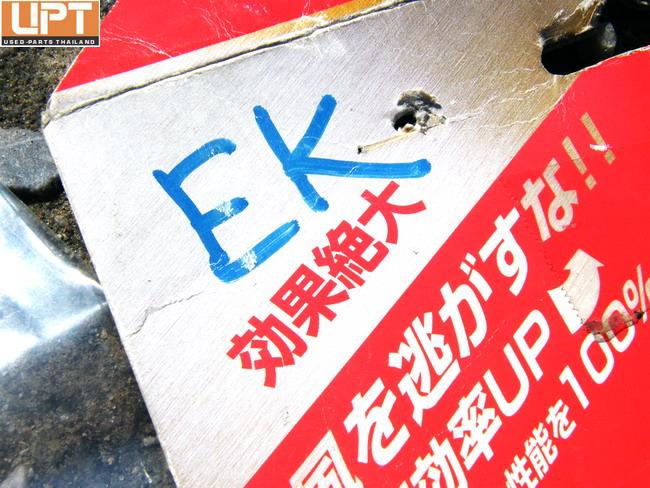 UPT
USED-PARTS THAILAND
EK
効果絶大
風を逃がすな!!
効率UP
性能を100%